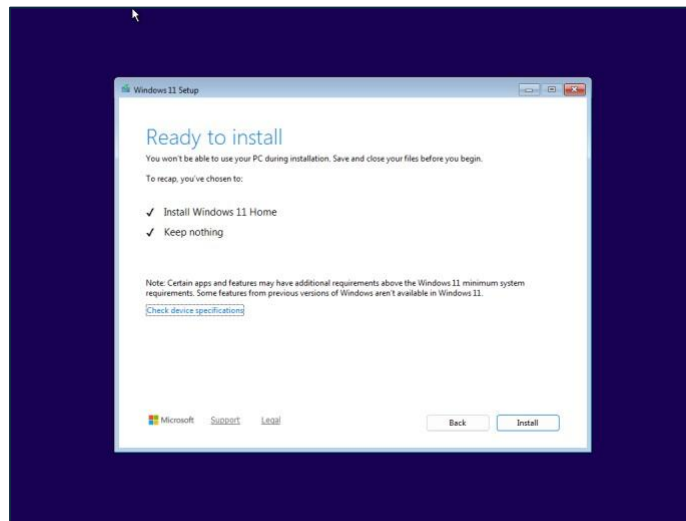 Windows 11 Setup
Ready to install
You won't be able to use your PC during installation. Save and close your files before you begin.
To recap, you've chosen to:
✓ Install Windows 11 Home
✓ Keep nothing
Note: Certain apps and features may have additional requirements above the Windows 11 minimum system
requirements. Some features from previous versions of Windows aren't available in Windows 11.
Check device specifications
Microsoft Support Legal Back Install